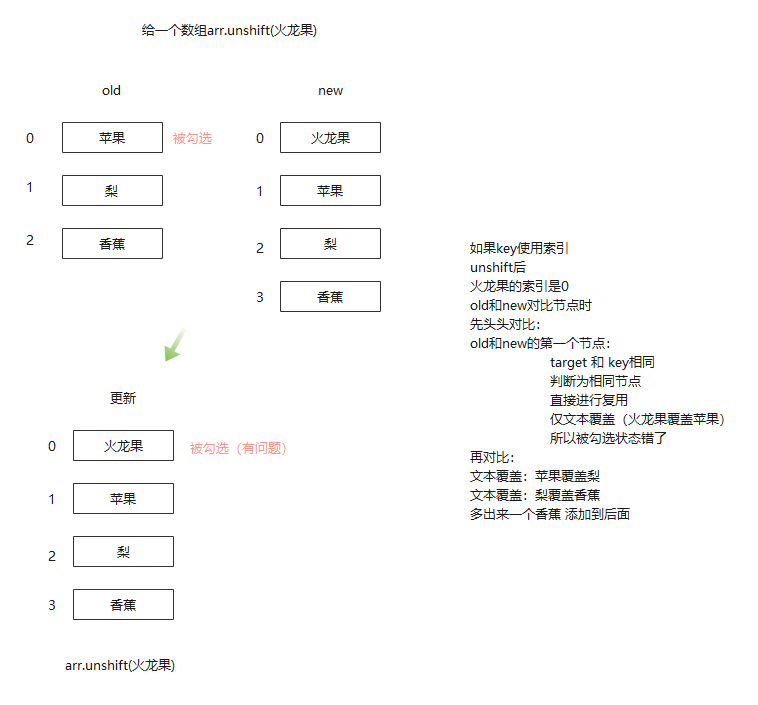 给一个数组arr.unshift(火龙果)
old
new
0
苹果
被勾选
0
火龙果
1
梨
1
苹果
2
香蕉
2
梨
3
香蕉
如果key使用索引
unshift后
火龙果的索引是0
old和new对比节点时
先头头对比：
old和new的第一个节点：
target 和 key相同
判断为相同节点
直接进行复用
仅文本覆盖（火龙果覆盖苹果）
所以被勾选状态错了
再对比：
文本覆盖：苹果覆盖梨
文本覆盖：梨覆盖香蕉
多出来一个香蕉 添加到后面
更新
0
火龙果
被勾选（有问题）
1
苹果
2
梨
3
香蕉
arr.unshift(火龙果)